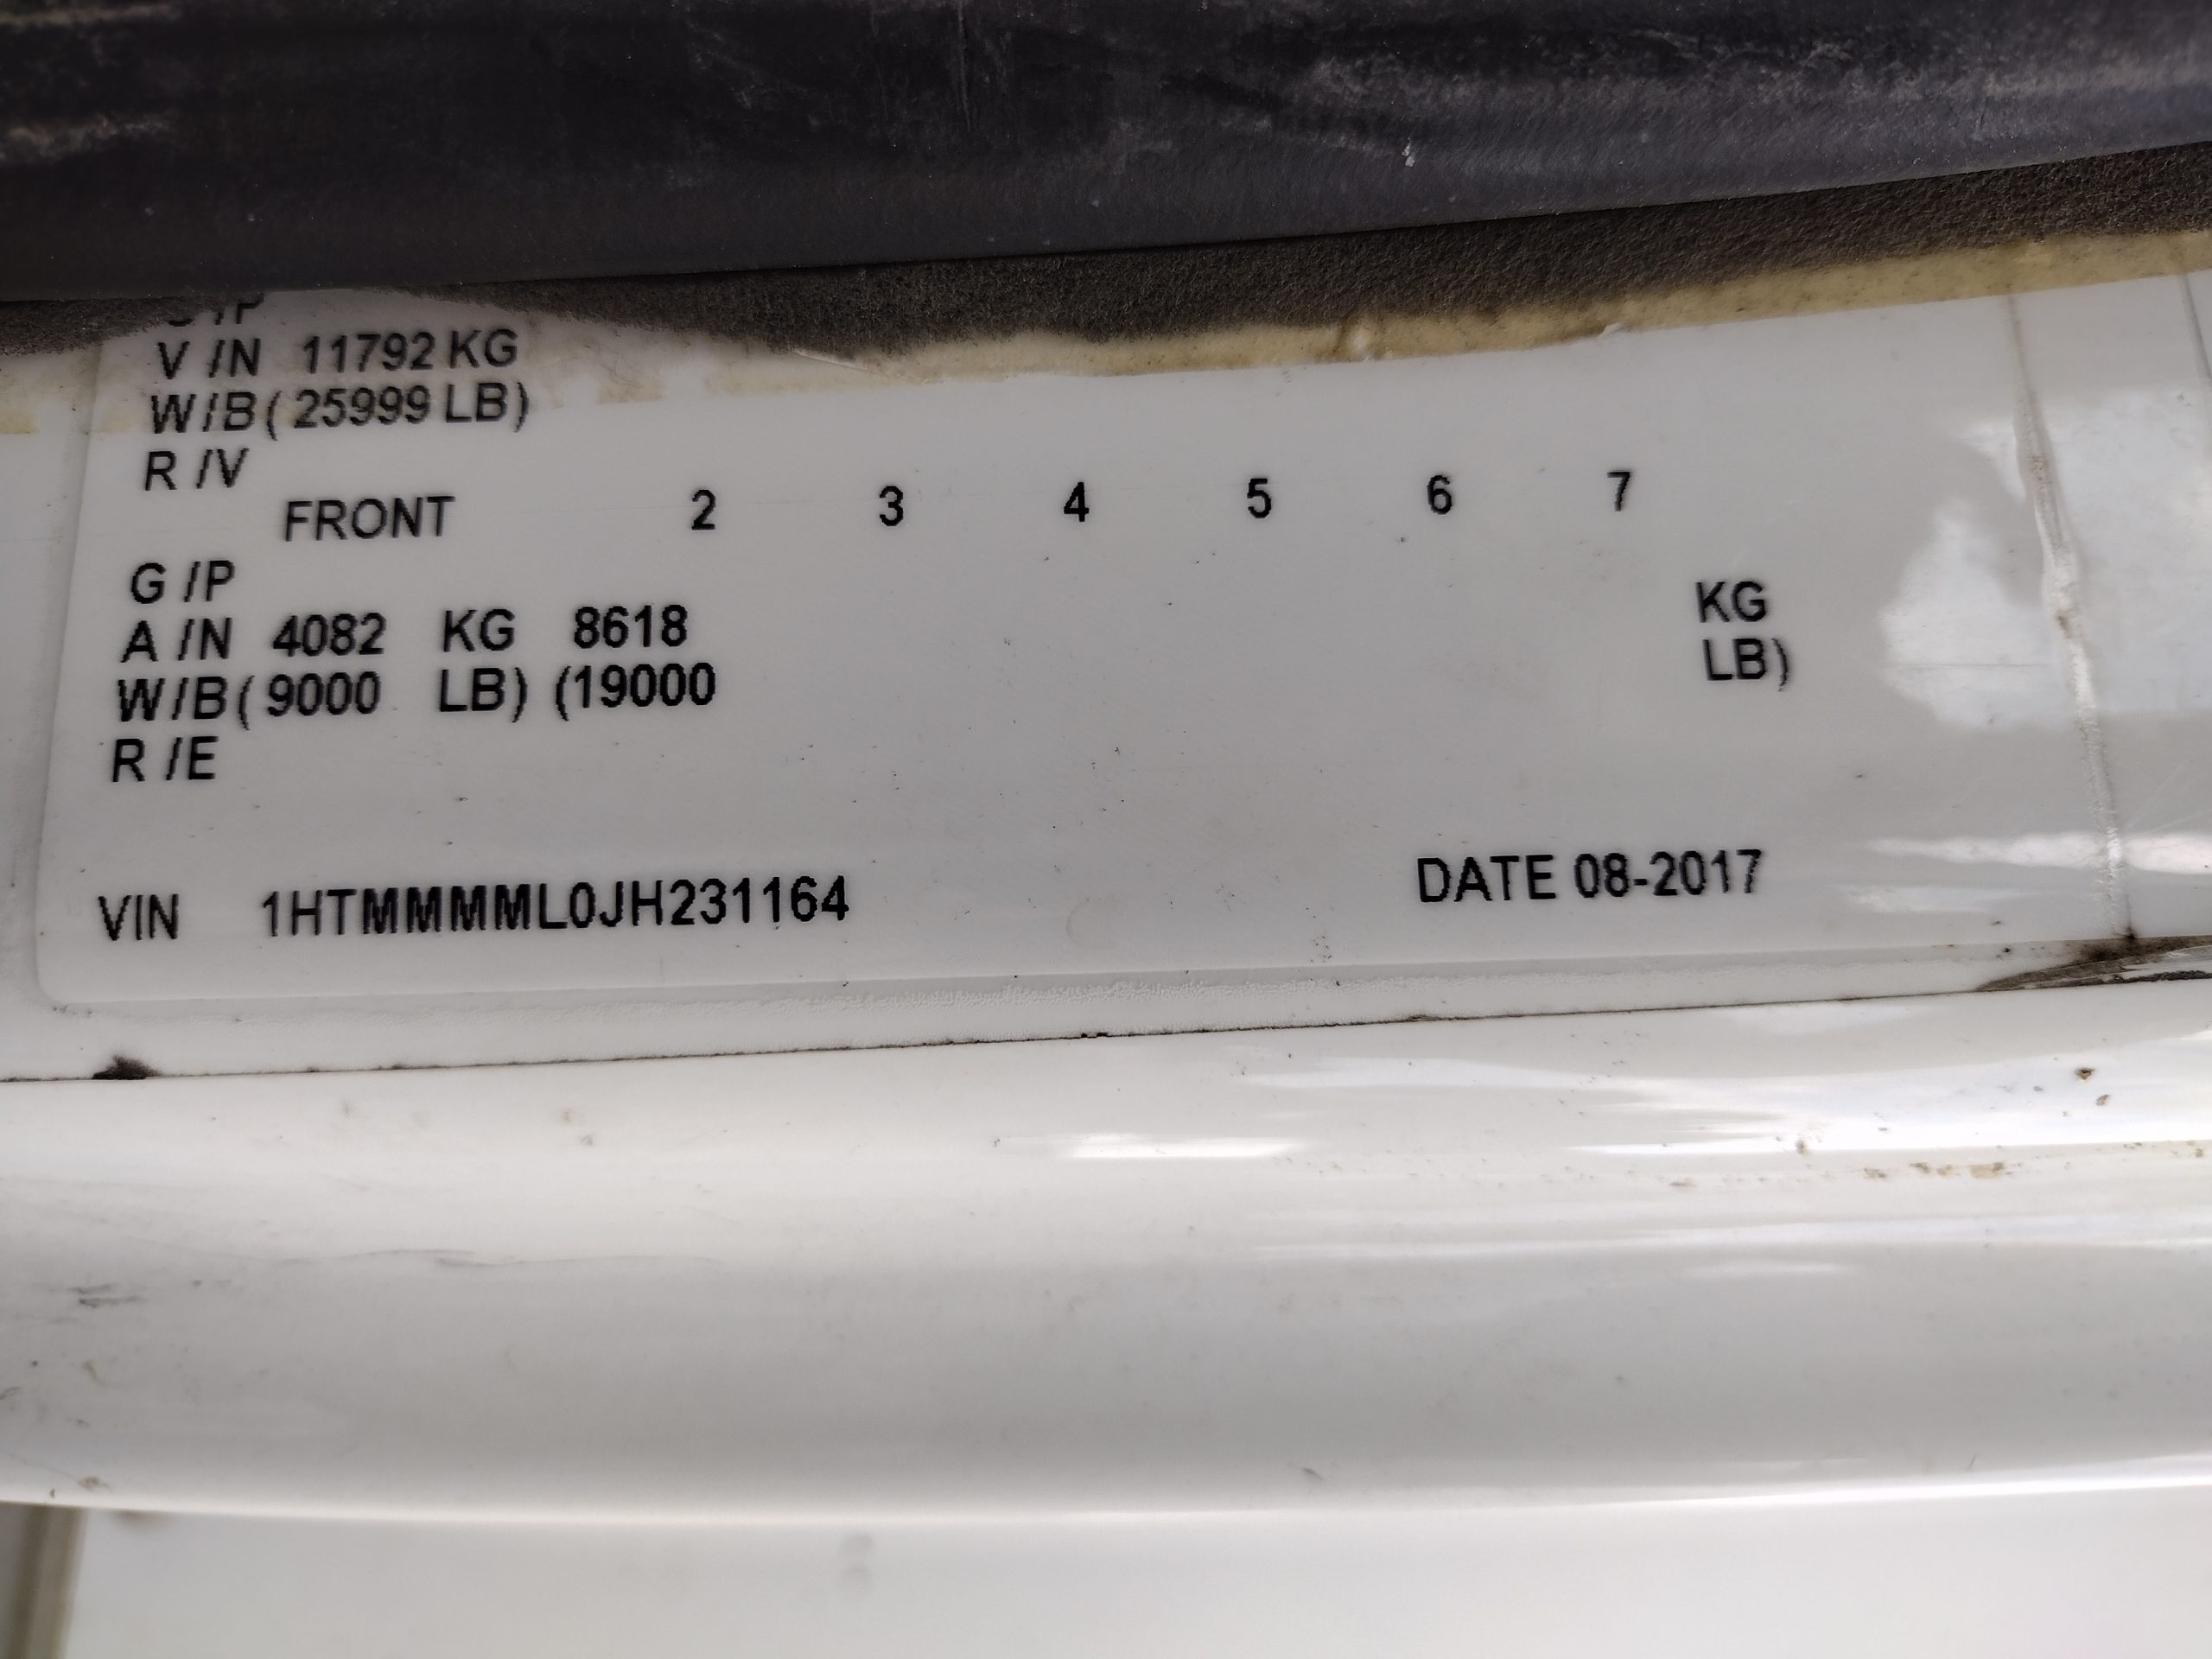 G /P
V /N 11792 KG
W/B ( 25999 LB)
R /V
FRONT 2 3 4 5 6 7
G /P
A /N 4082 KG 8618 KG
W/B ( 9000 LB) (19000 LB)
R /E
VIN 1HTMMMML0JH231164 DATE 08-2017